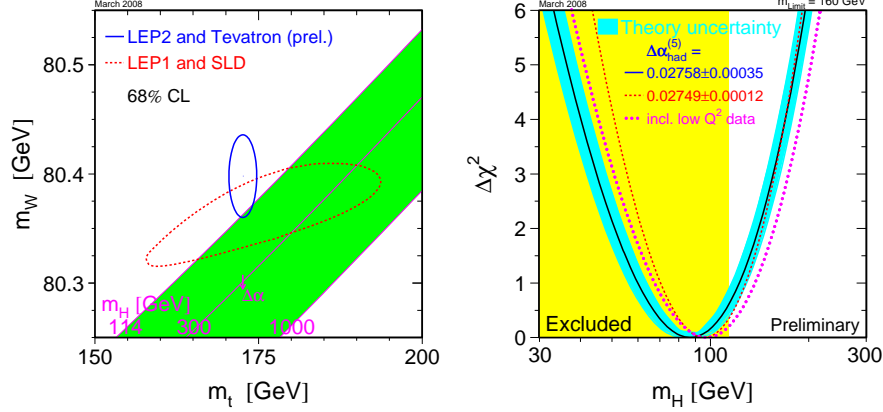 March 2008
LEP2 and Tevatron (prel.)
LEP1 and SLD
68% CL
80.5
80.4
80.3
m_W [GeV]
Δα
m_H [GeV]
114 300 1000
150 175 200
m_t [GeV]
March 2008
m_Limit = 160 GeV
Theory uncertainty
Δα_had^(5) =
0.02758±0.00035
0.02749±0.00012
incl. low Q² data
6
5
4
3
2
1
0
Δχ²
Excluded
Preliminary
30 100 300
m_H [GeV]